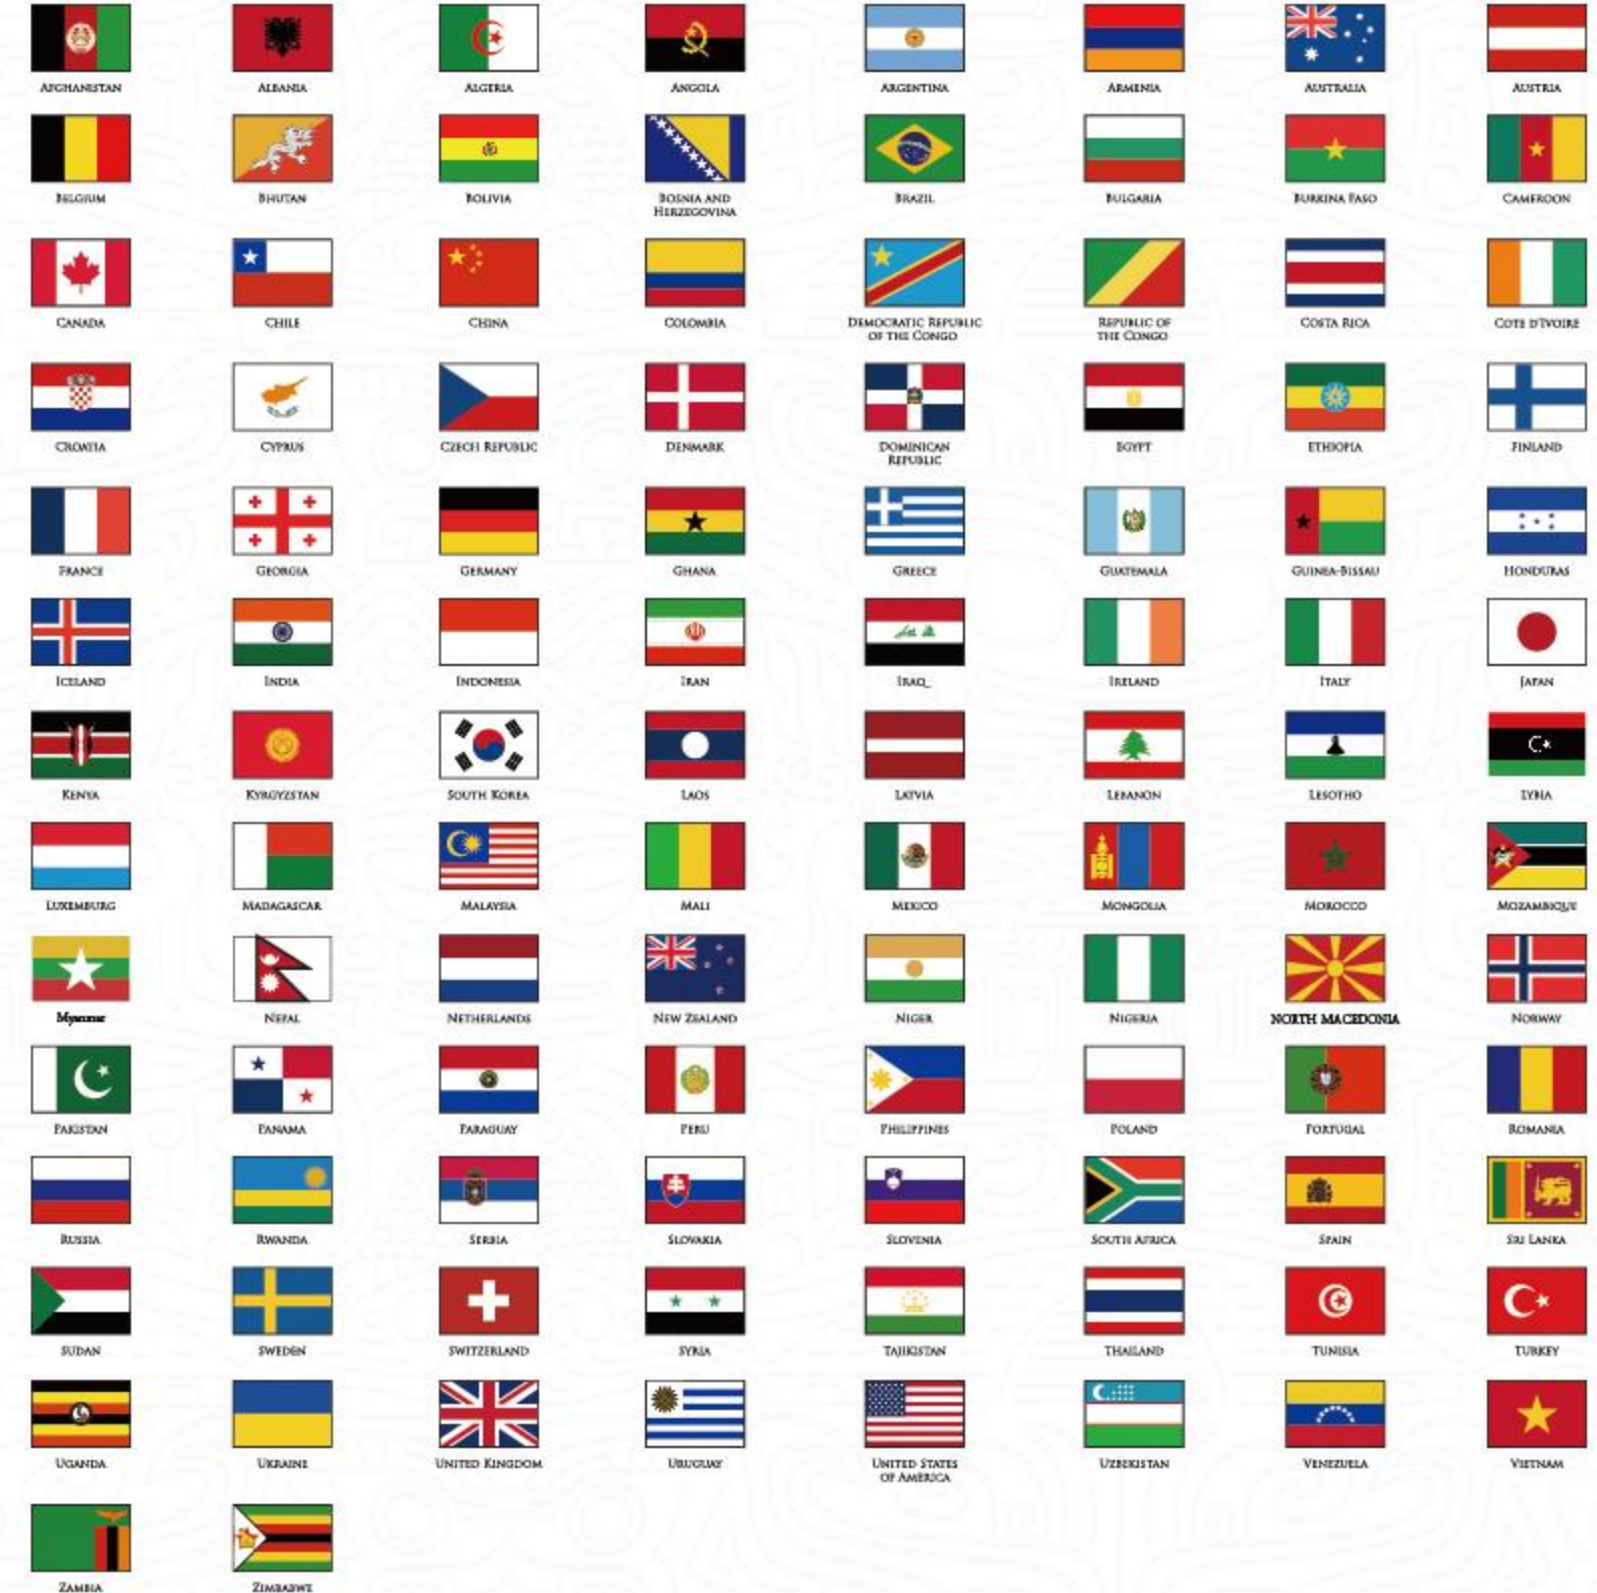 AFGHANISTAN
ALBANIA
ALGERIA
ANGOLA
ARGENTINA
ARMENIA
AUSTRALIA
AUSTRIA
BELGIUM
BHUTAN
BOLIVIA
BOSNIA AND
HERZEGOVINA
BRAZIL
BULGARIA
BURKINA FASO
CAMEROON
CANADA
CHILE
CHINA
COLOMBIA
DEMOCRATIC REPUBLIC
OF THE CONGO
REPUBLIC OF
THE CONGO
COSTA RICA
COTE D'IVOIRE
CROATIA
CYPRUS
CZECH REPUBLIC
DENMARK
DOMINICAN
REPUBLIC
EGYPT
ETHIOPIA
FINLAND
FRANCE
GEORGIA
GERMANY
GHANA
GREECE
GUATEMALA
GUINEA-BISSAU
HONDURAS
ICELAND
INDIA
INDONESIA
IRAN
IRAQ
IRELAND
ITALY
JAPAN
KENYA
KYRGYZSTAN
SOUTH KOREA
LAOS
LATVIA
LEBANON
LESOTHO
LYBIA
LUXEMBURG
MADAGASCAR
MALAYSIA
MALI
MEXICO
MONGOLIA
MOROCCO
MOZAMBIQUE
Myanmar
NEPAL
NETHERLANDS
NEW ZEALAND
NIGER
NIGERIA
NORTH MACEDONIA
NORWAY
PAKISTAN
PANAMA
PARAGUAY
PERU
PHILIPPINES
POLAND
PORTUGAL
ROMANIA
RUSSIA
RWANDA
SERBIA
SLOVAKIA
SLOVENIA
SOUTH AFRICA
SPAIN
SRI LANKA
SUDAN
SWEDEN
SWITZERLAND
SYRIA
TAJIKISTAN
THAILAND
TUNISIA
TURKEY
UGANDA
UKRAINE
UNITED KINGDOM
URUGUAY
UNITED STATES
OF AMERICA
UZBEKISTAN
VENEZUELA
VIETNAM
ZAMBIA
ZIMBABWE